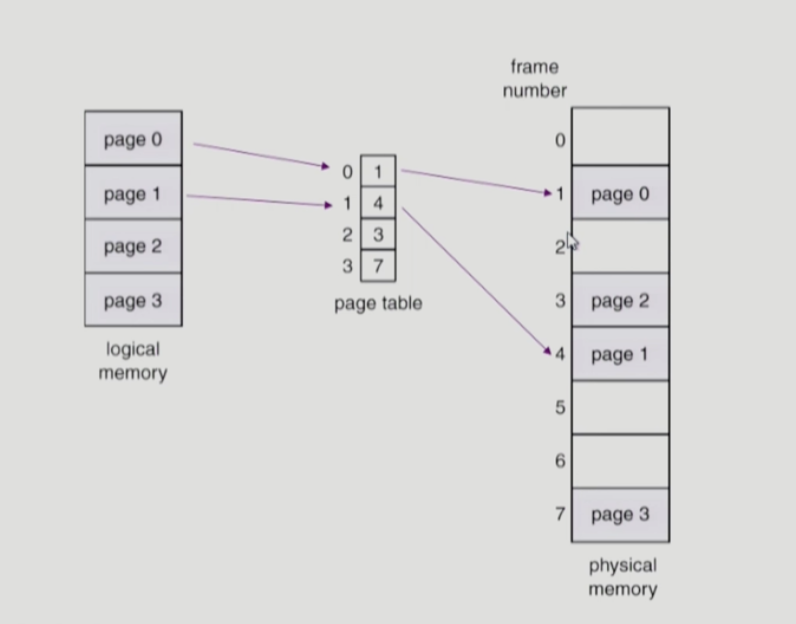 page 0
page 1
page 2
page 3
logical
memory
0 1
1 4
2 3
3 7
page table
frame
number
0
1 page 0
2
3 page 2
4 page 1
5
6
7 page 3
physical
memory